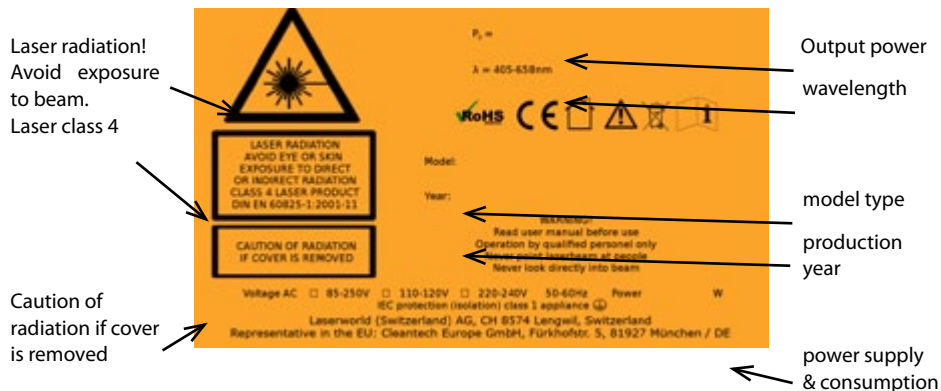 Laser radiation!
Avoid exposure
to beam.
Laser class 4
Caution of
radiation if cover
is removed
LASER RADIATION
AVOID EYE OR SKIN
EXPOSURE TO DIRECT
OR INDIRECT RADIATION
CLASS 4 LASER PRODUCT
DIN EN 60825-1:2001-11
CAUTION OF RADIATION
IF COVER IS REMOVED
P₀ =
λ = 405-658nm
RoHS CE
Model:
Year:
WARNING!
Read user manual before use
Operation by qualified personel only
Never point laserbeam at people
Never look directly into beam
Voltage AC □ 85-250V □ 110-120V □ 220-240V 50-60Hz Power W
IEC protection (isolation) class 1 appliance
Laserworld (Switzerland) AG, CH 8574 Lengwil, Switzerland
Representative in the EU: Cleantech Europe GmbH, Fürkhofstr. 5, 81927 München / DE
Output power
wavelength
model type
production
year
power supply
& consumption